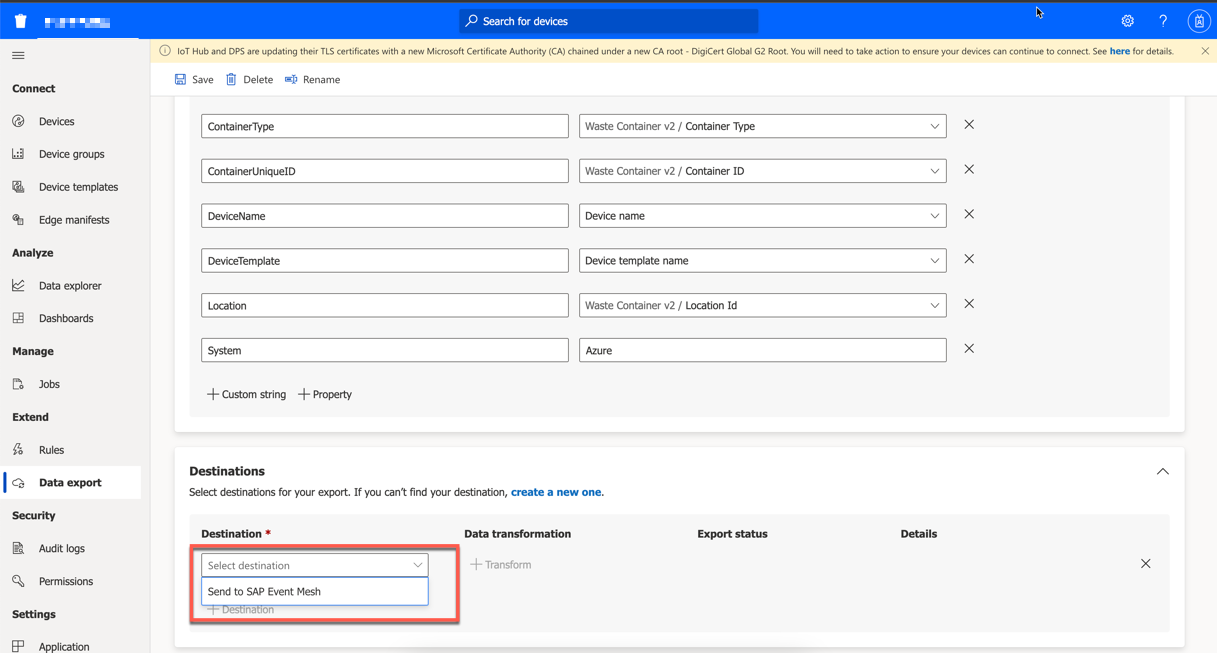 Search for devices
IoT Hub and DPS are updating their TLS certificates with a new Microsoft Certificate Authority (CA) chained under a new CA root - DigiCert Global G2 Root. You will need to take action to ensure your devices can continue to connect. See here for details.
Save Delete Rename
Connect
Devices
Device groups
Device templates
Edge manifests
Analyze
Data explorer
Dashboards
Manage
Jobs
Extend
Rules
Data export
Security
Audit logs
Permissions
Settings
Application
ContainerType Waste Container v2 / Container Type
ContainerUniqueID Waste Container v2 / Container ID
DeviceName Device name
DeviceTemplate Device template name
Location Waste Container v2 / Location Id
System Azure
Custom string Property
Destinations
Select destinations for your export. If you can't find your destination, create a new one.
Destination * Data transformation Export status Details
Select destination Transform
Send to SAP Event Mesh
Destination